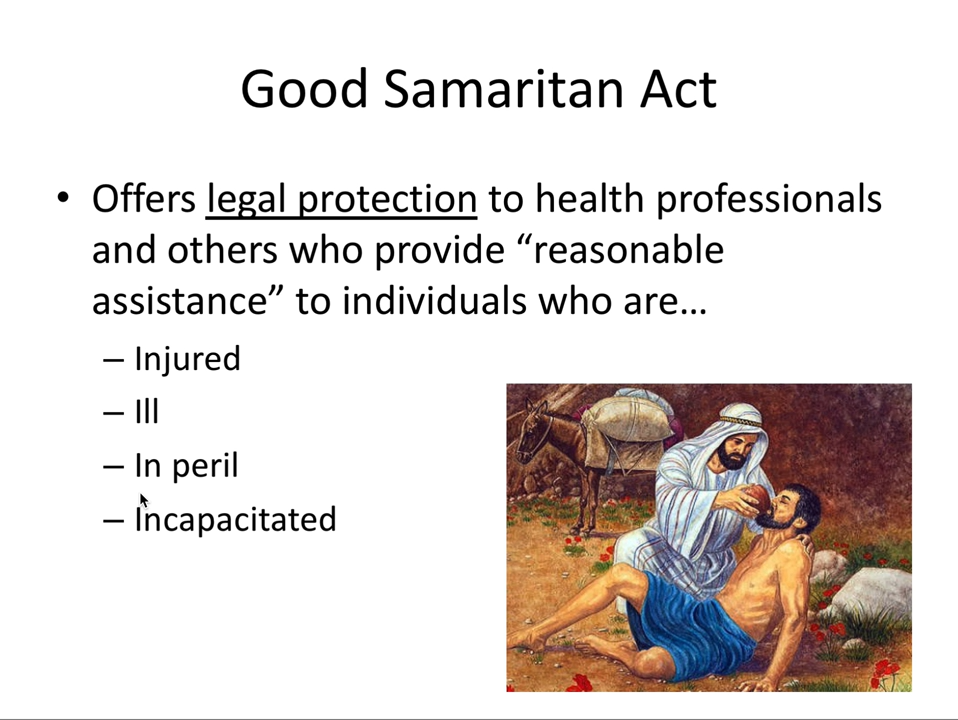 Good Samaritan Act
• Offers legal protection to health professionals
and others who provide “reasonable
assistance” to individuals who are…
– Injured
– Ill
– In peril
– Incapacitated